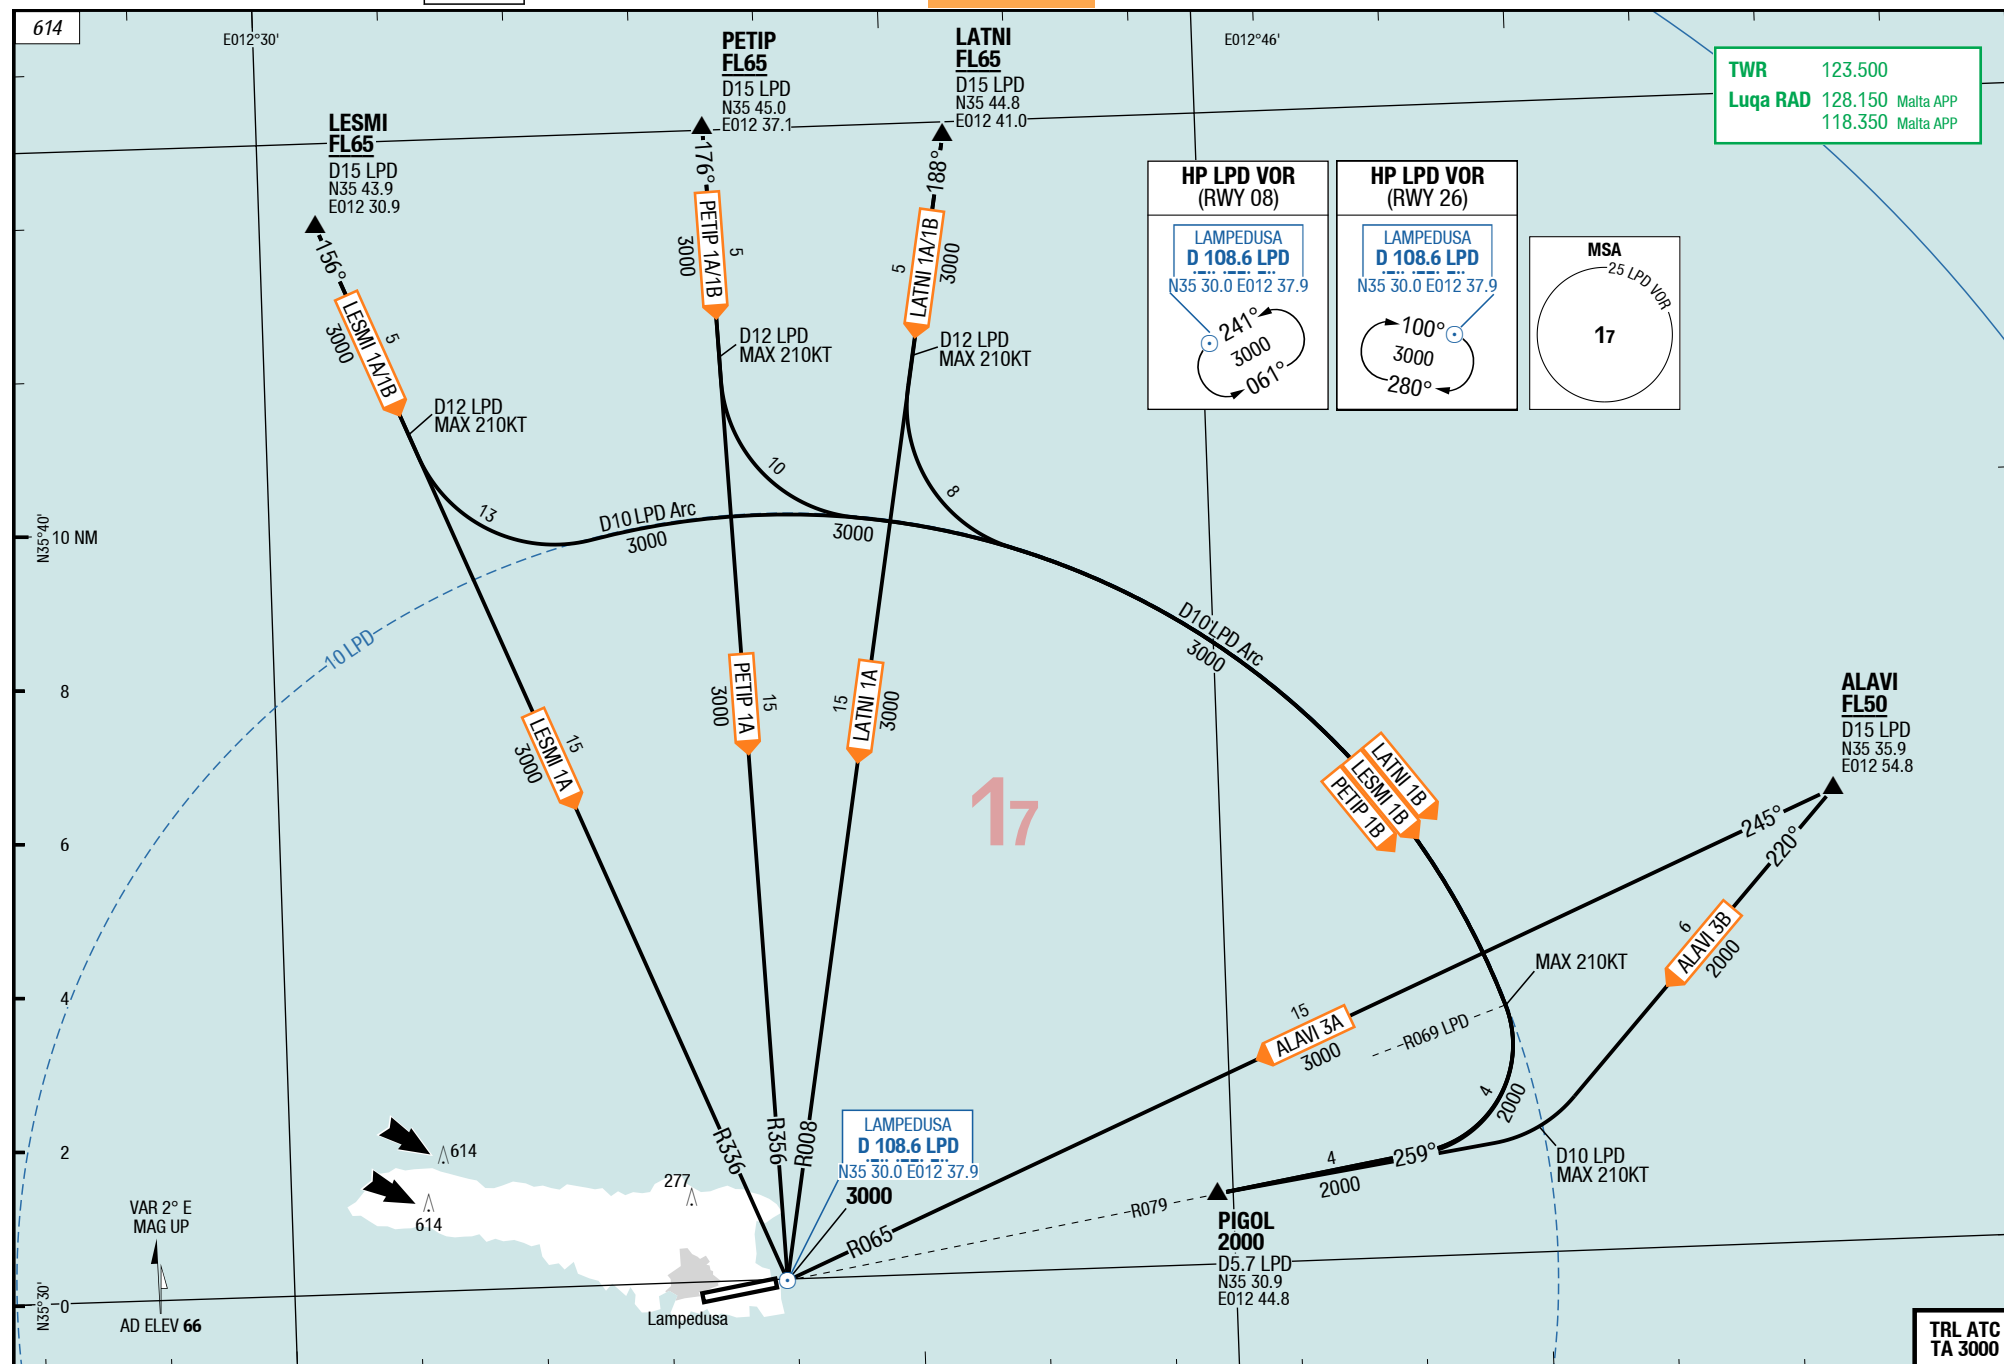 614
E012°30'
E012°46'
PETIP
FL65
D15 LPD
N35 45.0
E012 37.1
LATNI
FL65
D15 LPD
N35 44.8
E012 41.0
TWR 123.500
Luqa RAD 128.150 Malta APP
118.350 Malta APP
LESMI
FL65
D15 LPD
N35 43.9
E012 30.9
156°
176°
188°
LESMI 1A/1B
5
3000
PETIP 1A/1B
5
3000
LATNI 1A/1B
5
3000
HP LPD VOR
(RWY 08)
LAMPEDUSA
D 108.6 LPD
N35 30.0 E012 37.9
241°
3000
061°
HP LPD VOR
(RWY 26)
LAMPEDUSA
D 108.6 LPD
N35 30.0 E012 37.9
100°
3000
280°
MSA
25 LPD VOR
17
D12 LPD
MAX 210KT
D12 LPD
MAX 210KT
D12 LPD
MAX 210KT
13
10
8
D10 LPD Arc
3000
3000
D10 LPD Arc
3000
N35°40'
10 NM
8
6
4
2
0
N35°30'
10 LPD
LESMI 1A
15
3000
PETIP 1A
15
3000
LATNI 1A
15
3000
17
LATNI 1B
LESMI 1B
PETIP 1B
ALAVI
FL50
D15 LPD
N35 35.9
E012 54.8
245°
220°
ALAVI 3B
6
2000
MAX 210KT
ALAVI 3A
15
3000
R069 LPD
4
2000
D10 LPD
MAX 210KT
259°
4
2000
R336
R356
R008
R065
R079
LAMPEDUSA
D 108.6 LPD
N35 30.0 E012 37.9
3000
PIGOL
2000
D5.7 LPD
N35 30.9
E012 44.8
614
614
277
Lampedusa
VAR 2° E
MAG UP
AD ELEV 66
TRL ATC
TA 3000